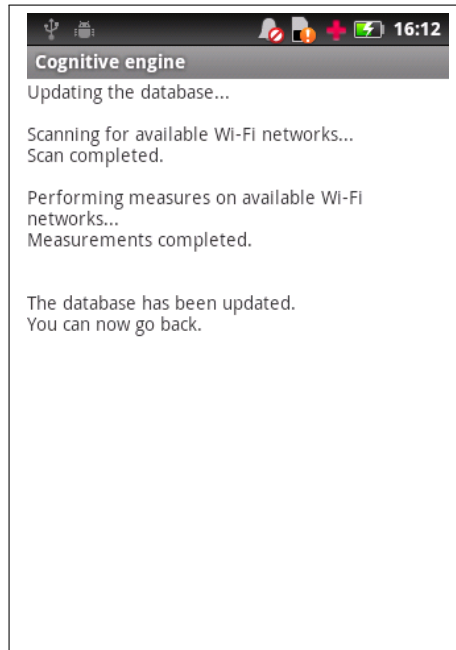 16:12
Cognitive engine
Updating the database...
Scanning for available Wi-Fi networks...
Scan completed.
Performing measures on available Wi-Fi
networks...
Measurements completed.
The database has been updated.
You can now go back.